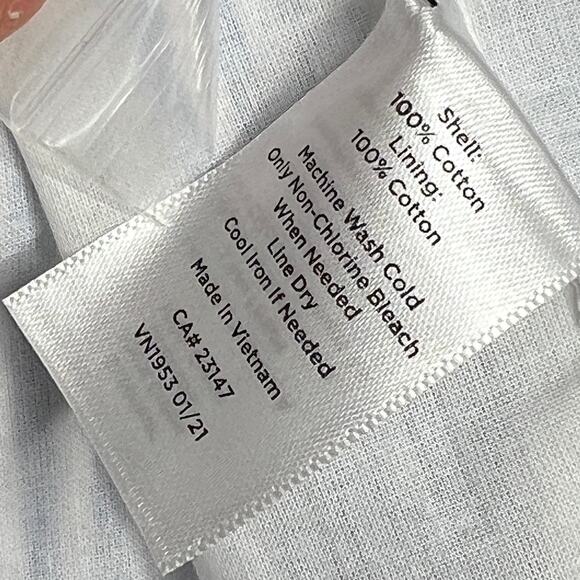 Shell:
100% Cotton
Lining:
100% Cotton
Machine Wash Cold
Only Non-Chlorine Bleach
When Needed
Line Dry
Cool Iron If Needed
Made In Vietnam
CA# 23147
VN1953 01/21